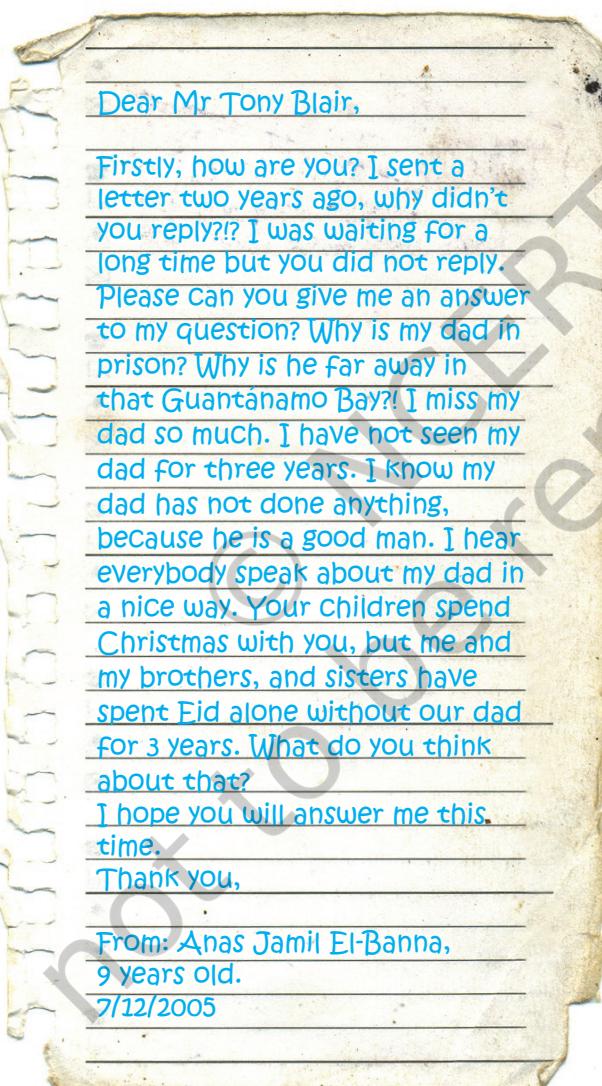 Dear Mr Tony Blair,
Firstly, how are you? I sent a
letter two years ago, why didn't
you reply?!? I was waiting for a
long time but you did not reply.
Please can you give me an answer
to my question? Why is my dad in
prison? Why is he far away in
that Guantánamo Bay?! I miss my
dad so much. I have not seen my
dad for three years. I know my
dad has not done anything,
because he is a good man. I hear
everybody speak about my dad in
a nice way. Your children spend
Christmas with you, but me and
my brothers, and sisters have
spent Eid alone without our dad
for 3 years. What do you think
about that?
I hope you will answer me this
time.
Thank you,
From: Anas Jamil El-Banna,
9 years old.
7/12/2005
© NCERT
not to be re